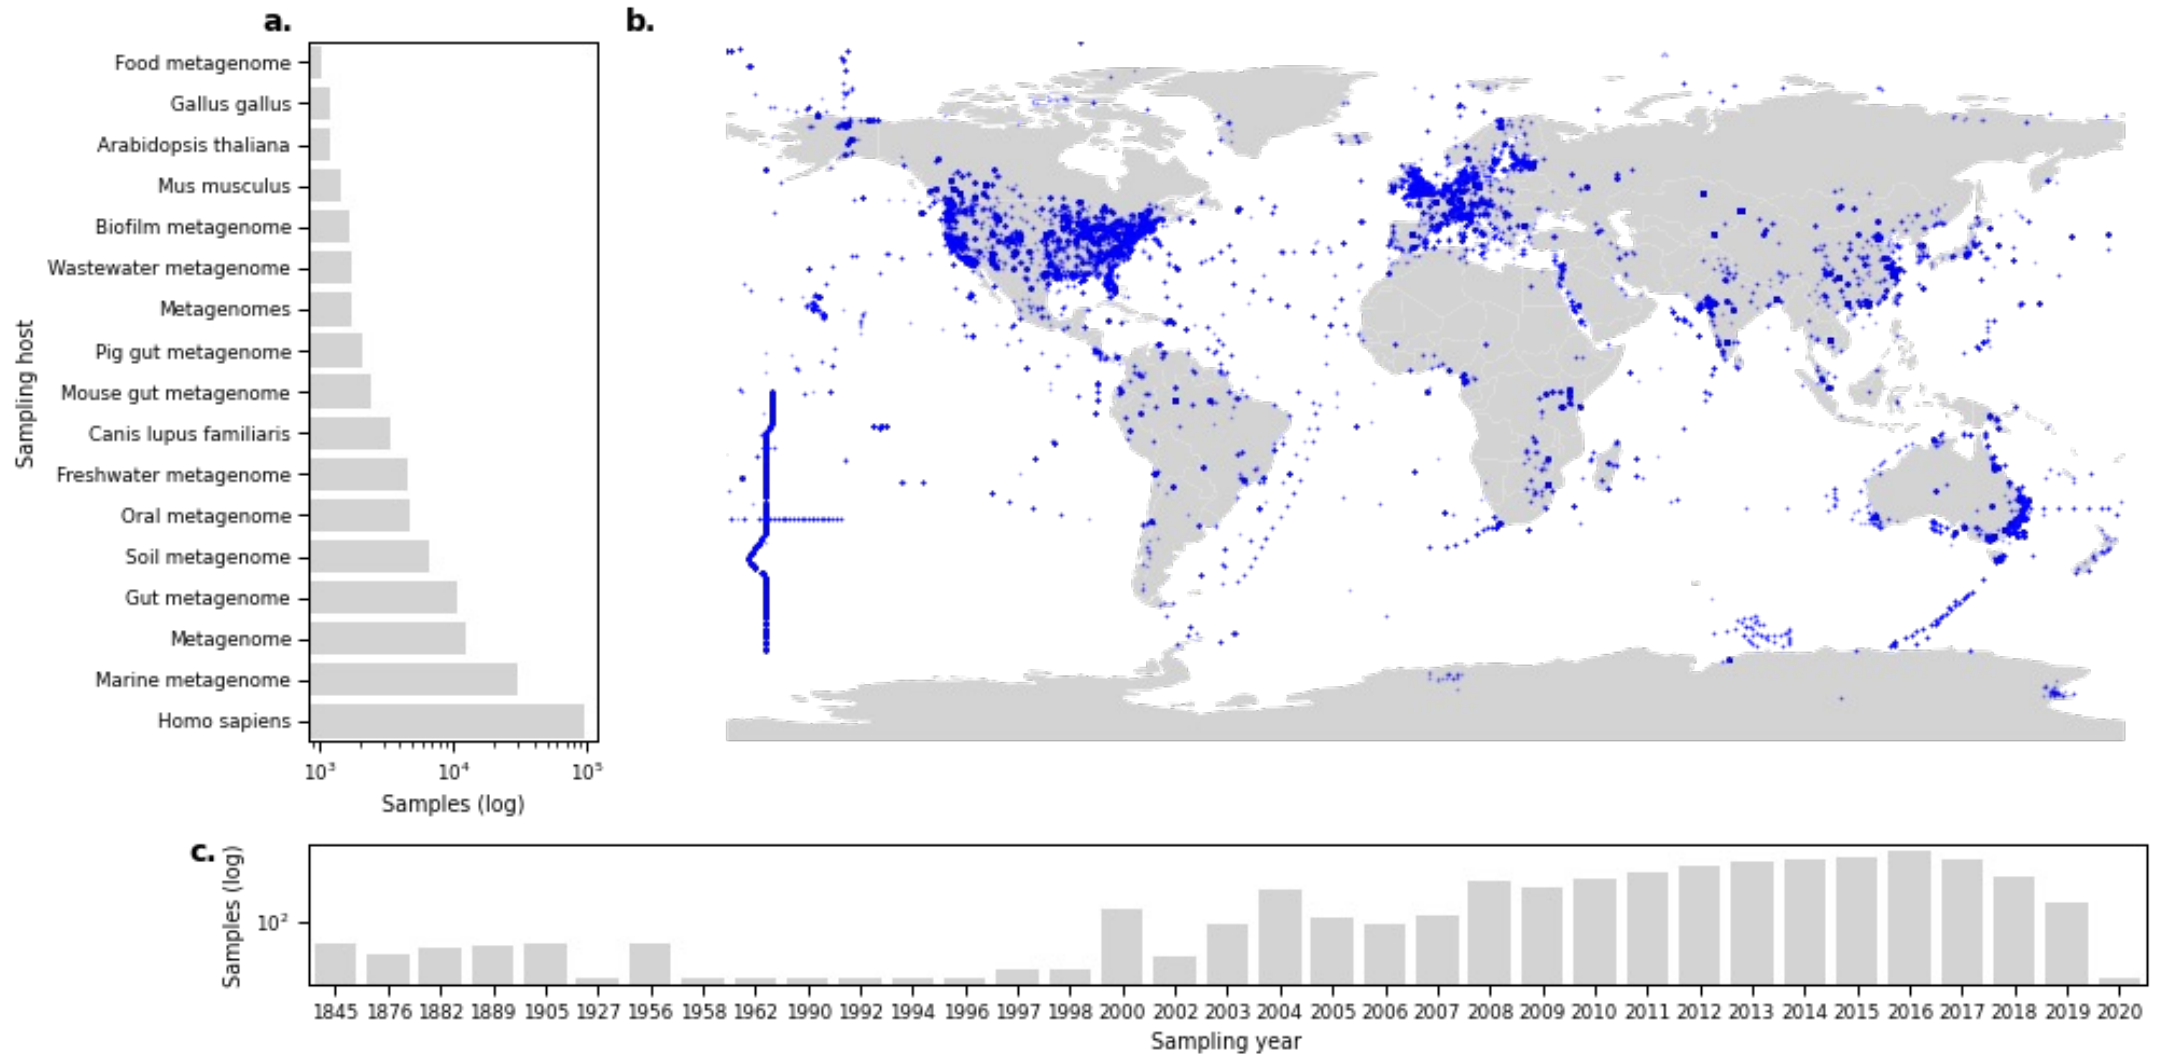 a.
b.
Food metagenome
Gallus gallus
Arabidopsis thaliana
Mus musculus
Biofilm metagenome
Wastewater metagenome
Metagenomes
Pig gut metagenome
Mouse gut metagenome
Canis lupus familiaris
Freshwater metagenome
Oral metagenome
Soil metagenome
Gut metagenome
Metagenome
Marine metagenome
Homo sapiens
Sampling host
10³ 10⁴ 10⁵
Samples (log)
c.
Samples (log)
10²
1845 1876 1882 1889 1905 1927 1956 1958 1962 1990 1992 1994 1996 1997 1998 2000 2002 2003 2004 2005 2006 2007 2008 2009 2010 2011 2012 2013 2014 2015 2016 2017 2018 2019 2020
Sampling year